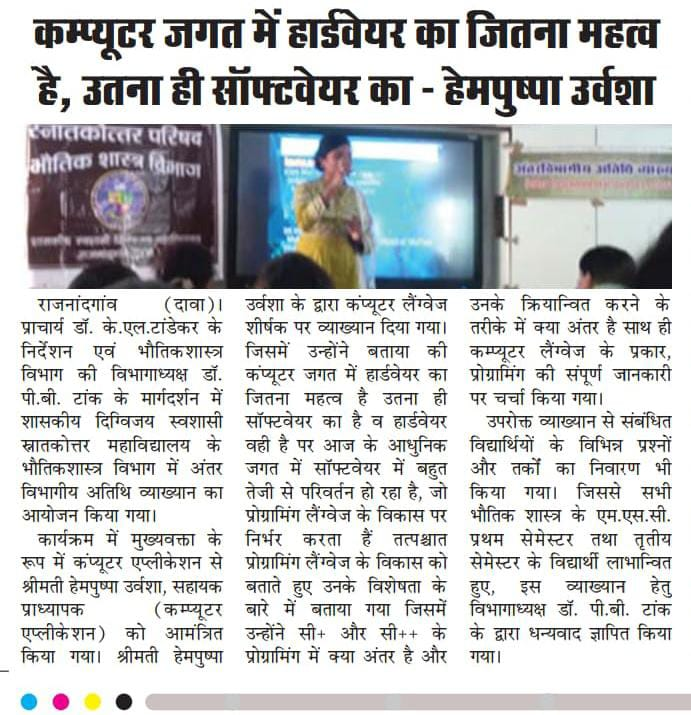 कम्प्यूटर जगत में हार्डवेयर का जितना महत्व
है, उतना ही सॉफ्टवेयर का - हेमपुष्पा उर्वशा
स्नातकोत्तर परिषद
भौतिक शास्त्र विभाग
राजनांदगांव (दावा)।
प्राचार्य डॉ. के.एल.टांडेकर के
निर्देशन एवं भौतिकशास्त्र
विभाग की विभागाध्यक्ष डॉ.
पी.बी. टांक के मार्गदर्शन में
शासकीय दिग्विजय स्वशासी
स्नातकोत्तर महाविद्यालय के
भौतिकशास्त्र विभाग में अंतर
विभागीय अतिथि व्याख्यान का
आयोजन किया गया।
कार्यक्रम में मुख्यवक्ता के
रूप में कंप्यूटर एप्लीकेशन से
श्रीमती हेमपुष्पा उर्वशा, सहायक
प्राध्यापक (कम्प्यूटर
एप्लीकेशन) को आमंत्रित
किया गया। श्रीमती हेमपुष्पा
उर्वशा के द्वारा कंप्यूटर लैंग्वेज
शीर्षक पर व्याख्यान दिया गया।
जिसमें उन्होंने बताया की
कंप्यूटर जगत में हार्डवेयर का
जितना महत्व है उतना ही
सॉफ्टवेयर का है व हार्डवेयर
वही है पर आज के आधुनिक
जगत में सॉफ्टवेयर में बहुत
तेजी से परिवर्तन हो रहा है, जो
प्रोग्रामिंग लैंग्वेज के विकास पर
निर्भर करता हैं तत्पश्चात
प्रोग्रामिंग लैंग्वेज के विकास को
बताते हुए उनके विशेषता के
बारे में बताया गया जिसमें
उन्होंने सी+ और सी++ के
प्रोग्रामिंग में क्या अंतर है और
उनके क्रियान्वित करने के
तरीके में क्या अंतर है साथ ही
कम्प्यूटर लैंग्वेज के प्रकार,
प्रोग्रामिंग की संपूर्ण जानकारी
पर चर्चा किया गया।
उपरोक्त व्याख्यान से संबंधित
विद्यार्थियों के विभिन्न प्रश्नों
और तर्कों का निवारण भी
किया गया। जिससे सभी
भौतिक शास्त्र के एम.एस.सी.
प्रथम सेमेस्टर तथा तृतीय
सेमेस्टर के विद्यार्थी लाभान्वित
हुए, इस व्याख्यान हेतु
विभागाध्यक्ष डॉ. पी.बी. टांक
के द्वारा धन्यवाद ज्ञापित किया
गया।